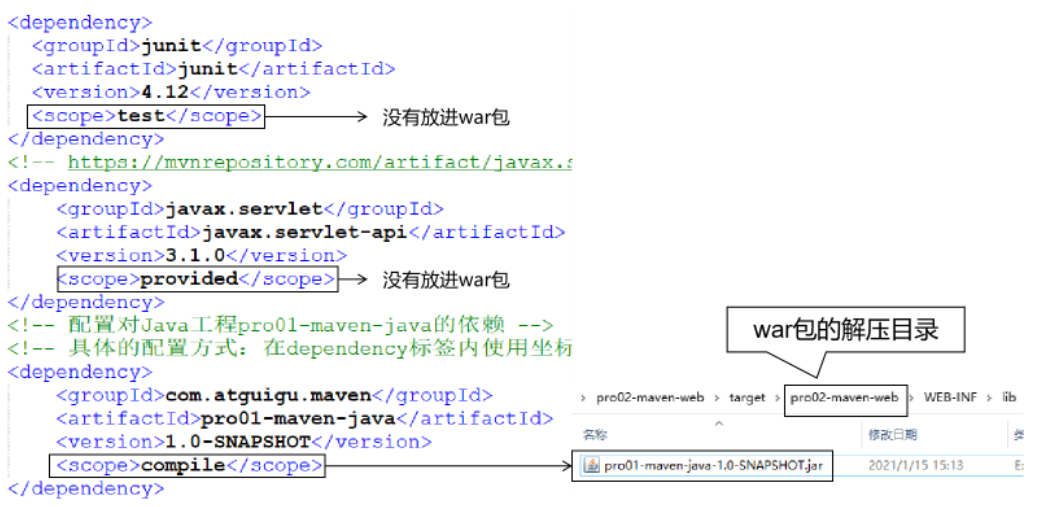 <dependency>
<groupId>junit</groupId>
<artifactId>junit</artifactId>
<version>4.12</version>
<scope>test</scope> 没有放进war包
</dependency>
<!-- https://mvnrepository.com/artifact/javax.s
<dependency>
<groupId>javax.servlet</groupId>
<artifactId>javax.servlet-api</artifactId>
<version>3.1.0</version>
<scope>provided</scope> 没有放进war包
</dependency>
<!-- 配置对Java工程pro01-maven-java的依赖 -->
<!-- 具体的配置方式：在dependency标签内使用坐标
<dependency>
<groupId>com.atguigu.maven</groupId>
<artifactId>pro01-maven-java</artifactId>
<version>1.0-SNAPSHOT</version>
<scope>compile</scope>
</dependency>
war包的解压目录
› pro02-maven-web › target › pro02-maven-web › WEB-INF › lib
名称 修改日期
pro01-maven-java-1.0-SNAPSHOT.jar 2021/1/15 15:13 E: